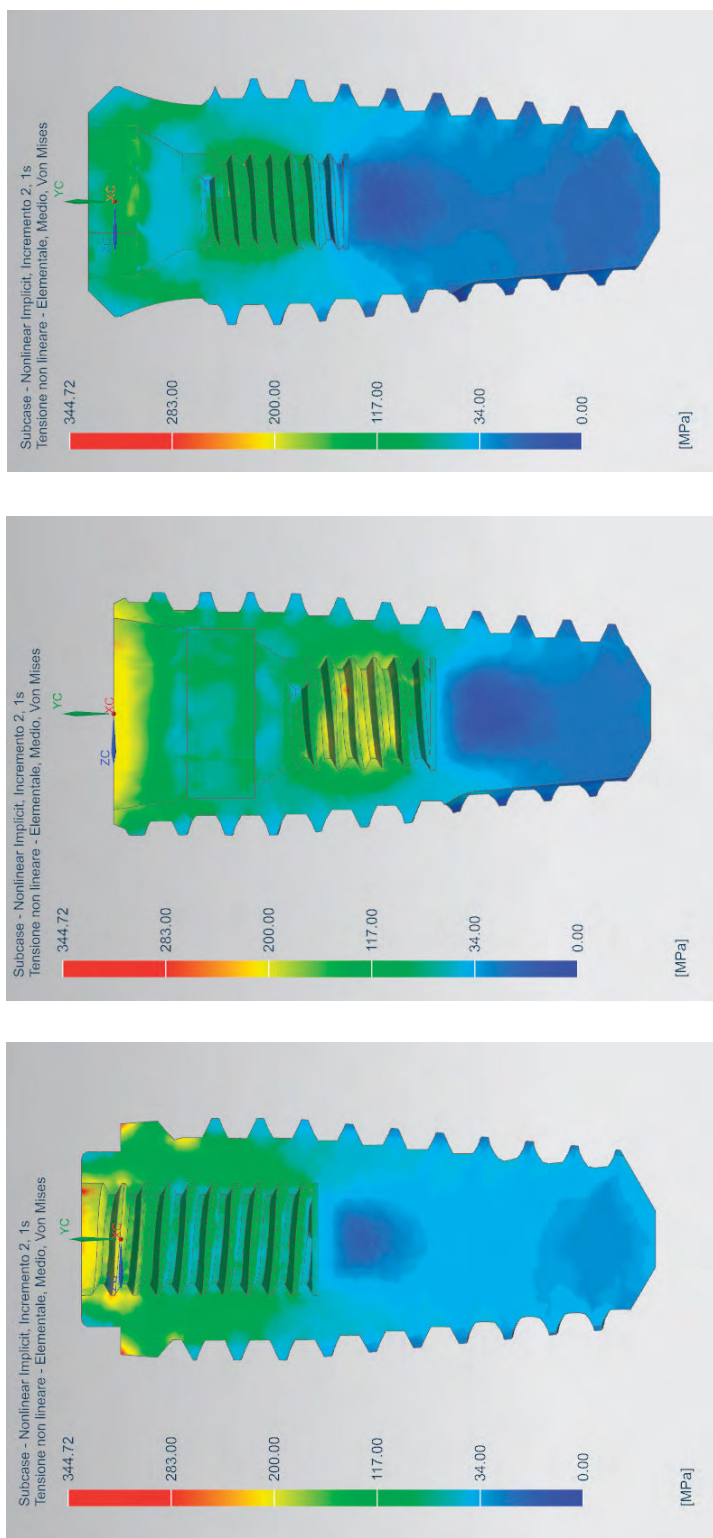 Subcase - Nonlinear Implicit, Incremento 2, 1s
Tensione non lineare - Elementale, Medio, Von Mises
344.72
283.00
200.00
117.00
34.00
0.00
[MPa]
YC
XC
Subcase - Nonlinear Implicit, Incremento 2, 1s
Tensione non lineare - Elementale, Medio, Von Mises
344.72
283.00
200.00
117.00
34.00
0.00
[MPa]
YC
XC
ZC
Subcase - Nonlinear Implicit, Incremento 2, 1s
Tensione non lineare - Elementale, Medio, Von Mises
344.72
283.00
200.00
117.00
34.00
0.00
[MPa]
YC
XC